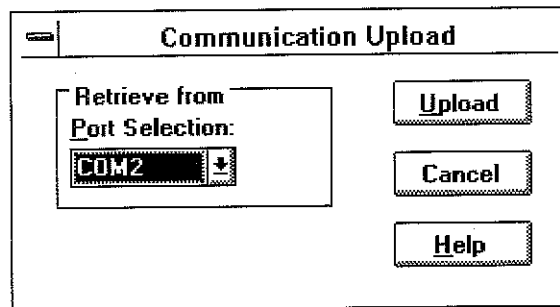 Communication Upload
Retrieve from
Port Selection:
COM2
Upload
Cancel
Help